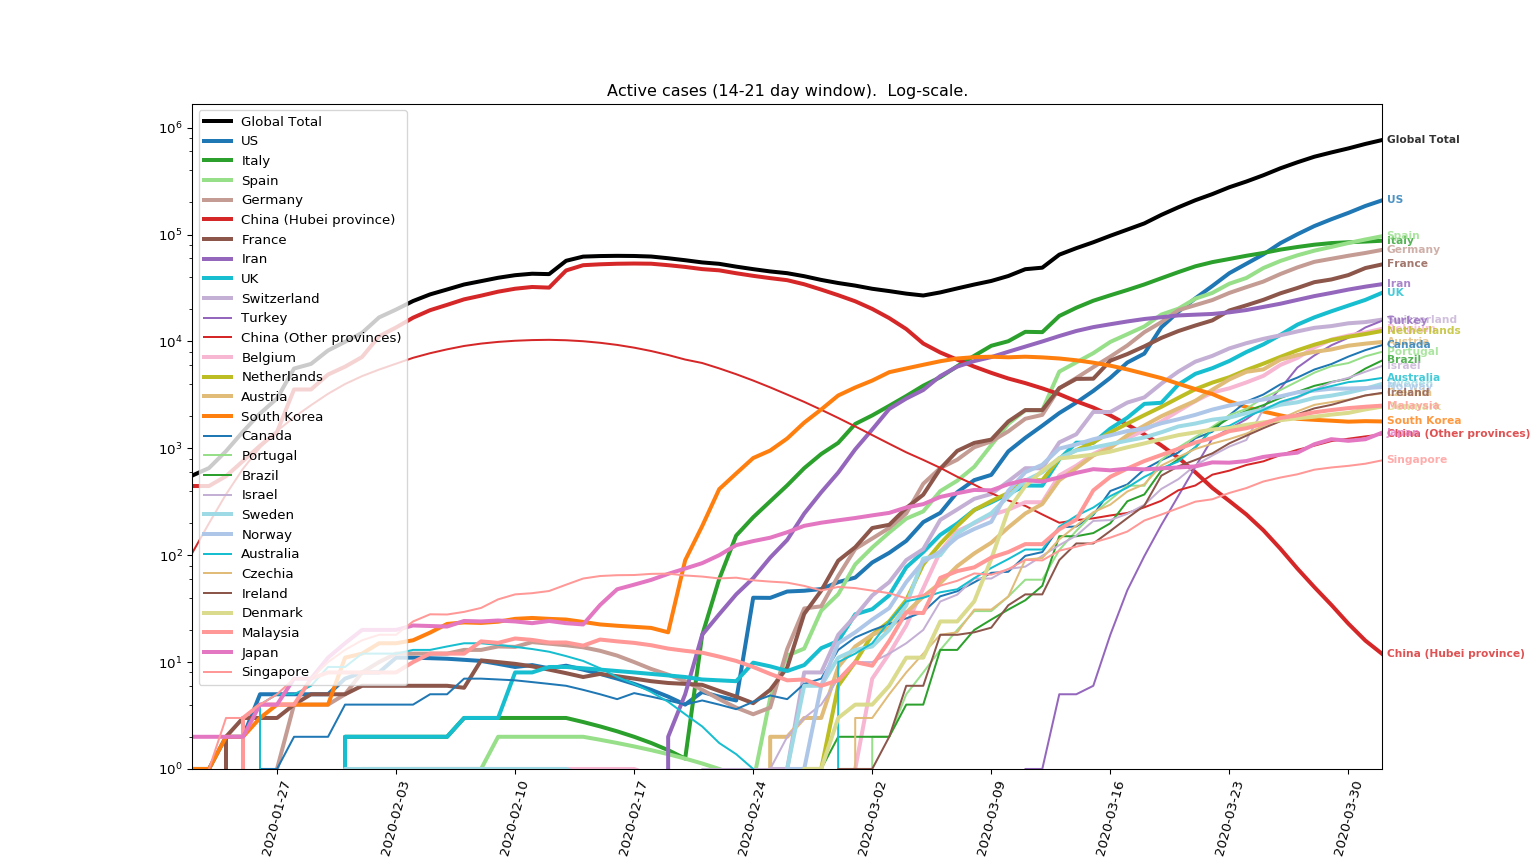 Active cases (14-21 day window).  Log-scale.
10^6
10^5
10^4
10^3
10^2
10^1
10^0
Global Total
US
Italy
Spain
Germany
China (Hubei province)
France
Iran
UK
Switzerland
Turkey
China (Other provinces)
Belgium
Netherlands
Austria
South Korea
Canada
Portugal
Brazil
Israel
Sweden
Norway
Australia
Czechia
Ireland
Denmark
Malaysia
Japan
Singapore
Global Total
US
Spain
Italy
Germany
France
Iran
UK
Switzerland
Turkey
Netherlands
Austria
Canada
Portugal
Brazil
Israel
Australia
Ireland
Malaysia
South Korea
China (Other provinces)
Singapore
China (Hubei province)
2020-01-27
2020-02-03
2020-02-10
2020-02-17
2020-02-24
2020-03-02
2020-03-09
2020-03-16
2020-03-23
2020-03-30